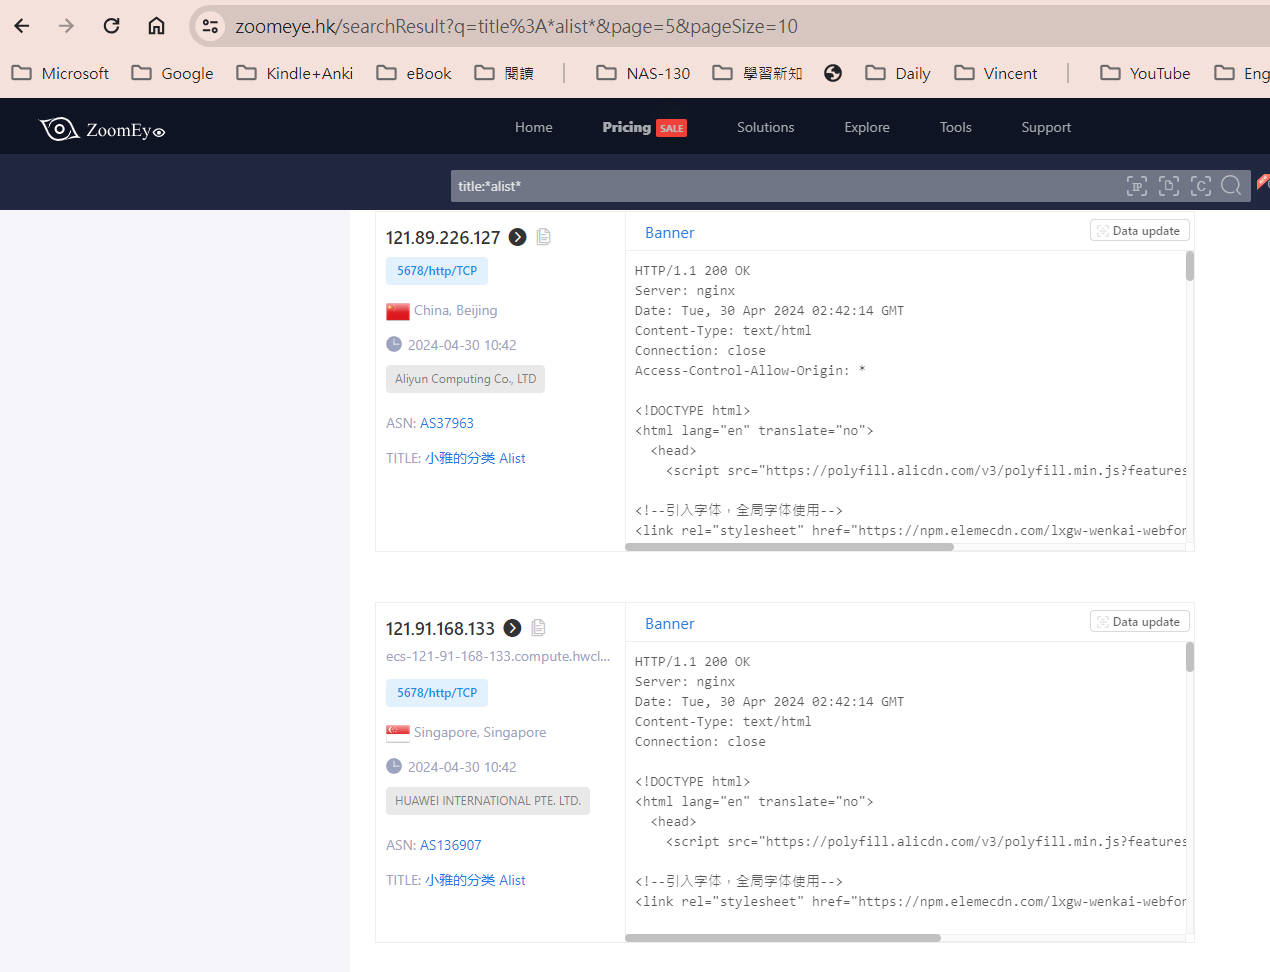 zoomeye.hk/searchResult?q=title%3A*alist*&page=5&pageSize=10
Microsoft Google Kindle+Anki eBook 閱讀 NAS-130 學習新知 Daily Vincent YouTube Eng
ZoomEye Home Pricing SALE Solutions Explore Tools Support
title:*alist*
121.89.226.127
5678/http/TCP
China, Beijing
2024-04-30 10:42
Aliyun Computing Co., LTD
ASN: AS37963
TITLE: 小雅的分类 Alist
Banner
Data update
HTTP/1.1 200 OK
Server: nginx
Date: Tue, 30 Apr 2024 02:42:14 GMT
Content-Type: text/html
Connection: close
Access-Control-Allow-Origin: *
<!DOCTYPE html>
<html lang="en" translate="no">
<head>
<script src="https://polyfill.alicdn.com/v3/polyfill.min.js?features
<!--引入字体，全局字体使用-->
<link rel="stylesheet" href="https://npm.elemecdn.com/lxgw-wenkai-webfon
121.91.168.133
ecs-121-91-168-133.compute.hwcl...
5678/http/TCP
Singapore, Singapore
2024-04-30 10:42
HUAWEI INTERNATIONAL PTE. LTD.
ASN: AS136907
TITLE: 小雅的分类 Alist
Banner
Data update
HTTP/1.1 200 OK
Server: nginx
Date: Tue, 30 Apr 2024 02:42:14 GMT
Content-Type: text/html
Connection: close
<!DOCTYPE html>
<html lang="en" translate="no">
<head>
<script src="https://polyfill.alicdn.com/v3/polyfill.min.js?features
<!--引入字体，全局字体使用-->
<link rel="stylesheet" href="https://npm.elemecdn.com/lxgw-wenkai-webfon